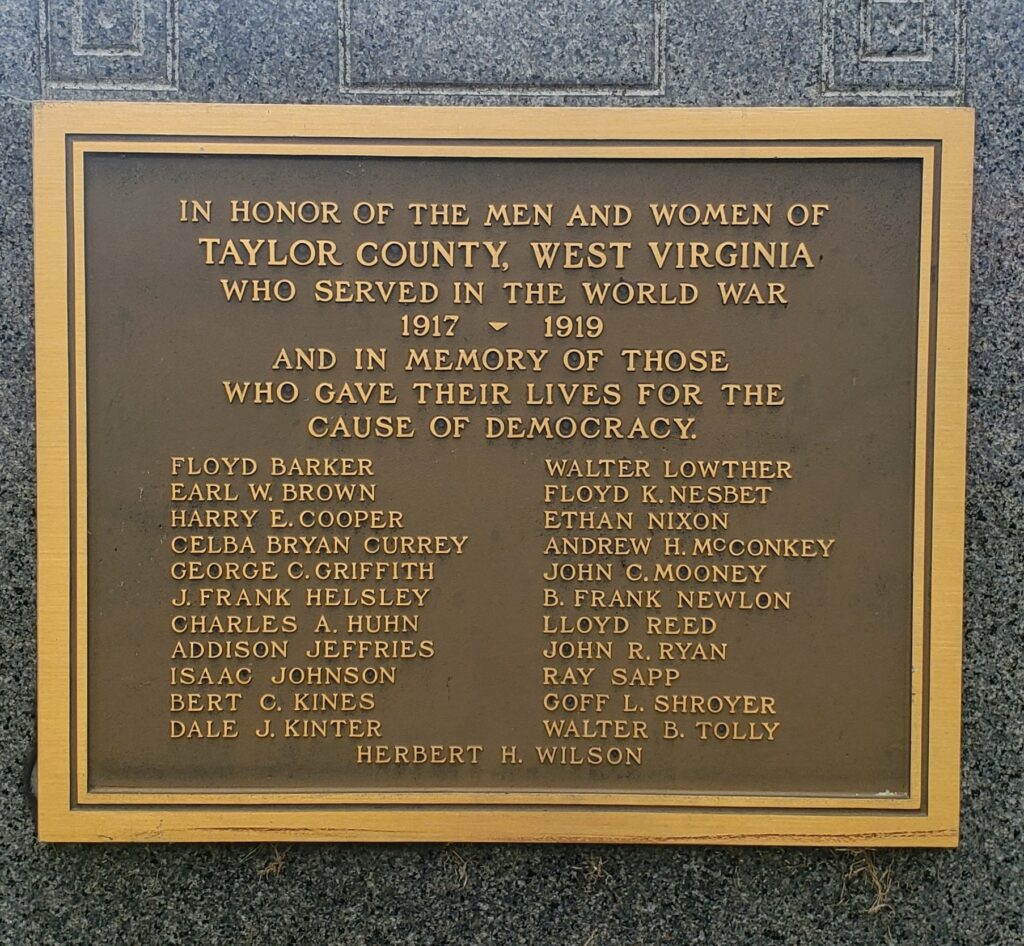 IN HONOR OF THE MEN AND WOMEN OF
TAYLOR COUNTY, WEST VIRGINIA
WHO SERVED IN THE WORLD WAR
1917 - 1919
AND IN MEMORY OF THOSE
WHO GAVE THEIR LIVES FOR THE
CAUSE OF DEMOCRACY.
FLOYD BARKER
EARL W. BROWN
HARRY E. COOPER
CELBA BRYAN CURREY
GEORGE C. GRIFFITH
J. FRANK HELSLEY
CHARLES A. HUHN
ADDISON JEFFRIES
ISAAC JOHNSON
BERT C. KINES
DALE J. KINTER
WALTER LOWTHER
FLOYD K. NESBET
ETHAN NIXON
ANDREW H. McCONKEY
JOHN C. MOONEY
B. FRANK NEWLON
LLOYD REED
JOHN R. RYAN
RAY SAPP
GOFF L. SHROYER
WALTER B. TOLLY
HERBERT H. WILSON